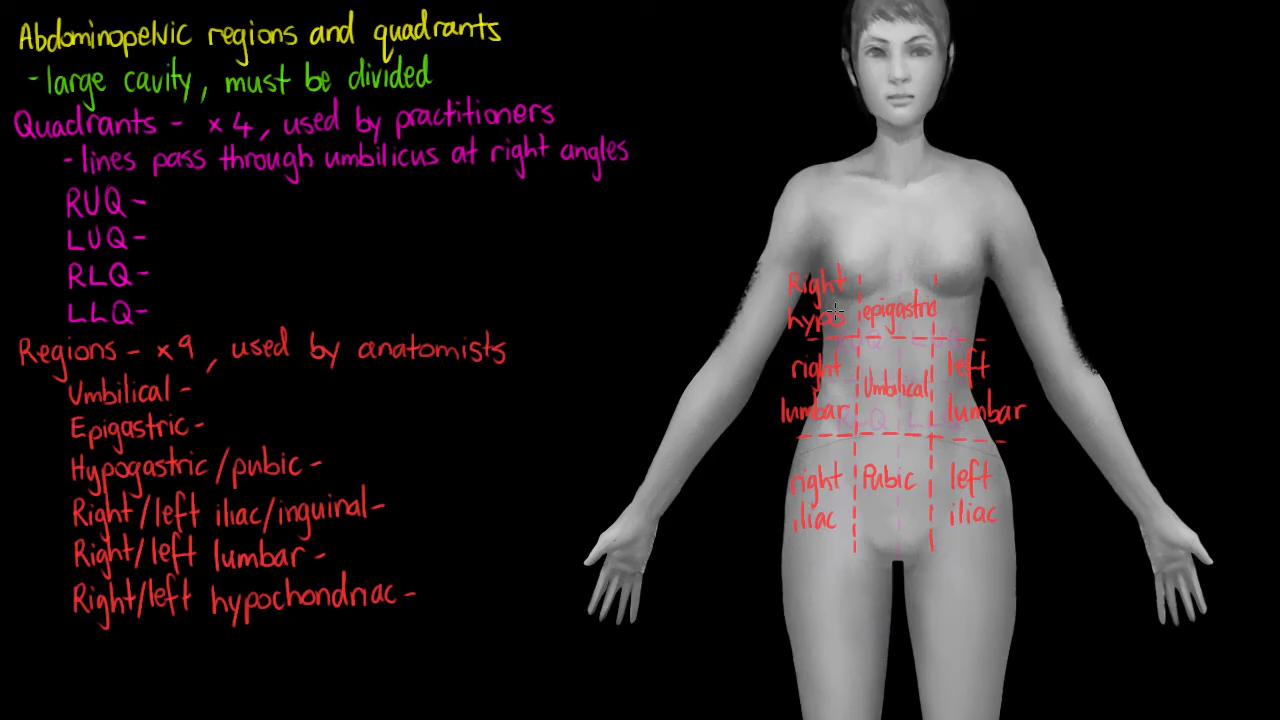 Abdominopelvic regions and quadrants
- large cavity, must be divided
Quadrants - x4, used by practitioners
- lines pass through umbilicus at right angles
RUQ -
LUQ -
RLQ -
LLQ -
Regions - x9, used by anatomists
Umbilical -
Epigastric -
Hypogastric/pubic -
Right/left iliac/inguinal -
Right/left lumbar -
Right/left hypochondriac -
Right
hypo
epigastric
right
lumbar
Umbilical
left
lumbar
right
iliac
Pubic
left
iliac